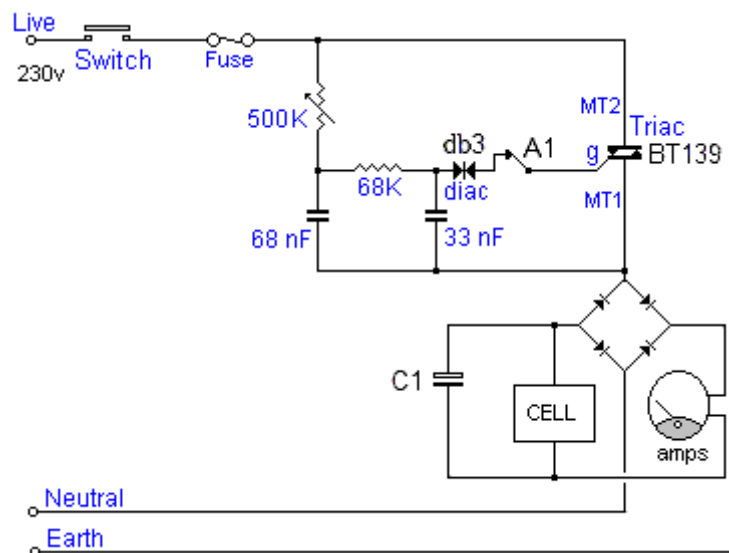 Live
230v
Switch
Fuse
500K
68K
68 nF
33 nF
db3
diac
A1
g
MT2
Triac
BT139
MT1
C1
CELL
amps
Neutral
Earth